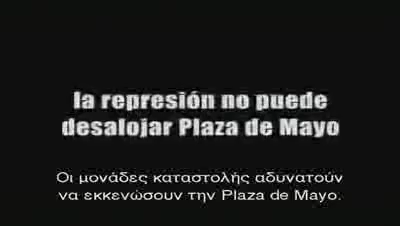 la represión no puede
desalojar Plaza de Mayo
Οι μονάδες καταστολής αδυνατούν
να εκκενώσουν την Plaza de Mayo.